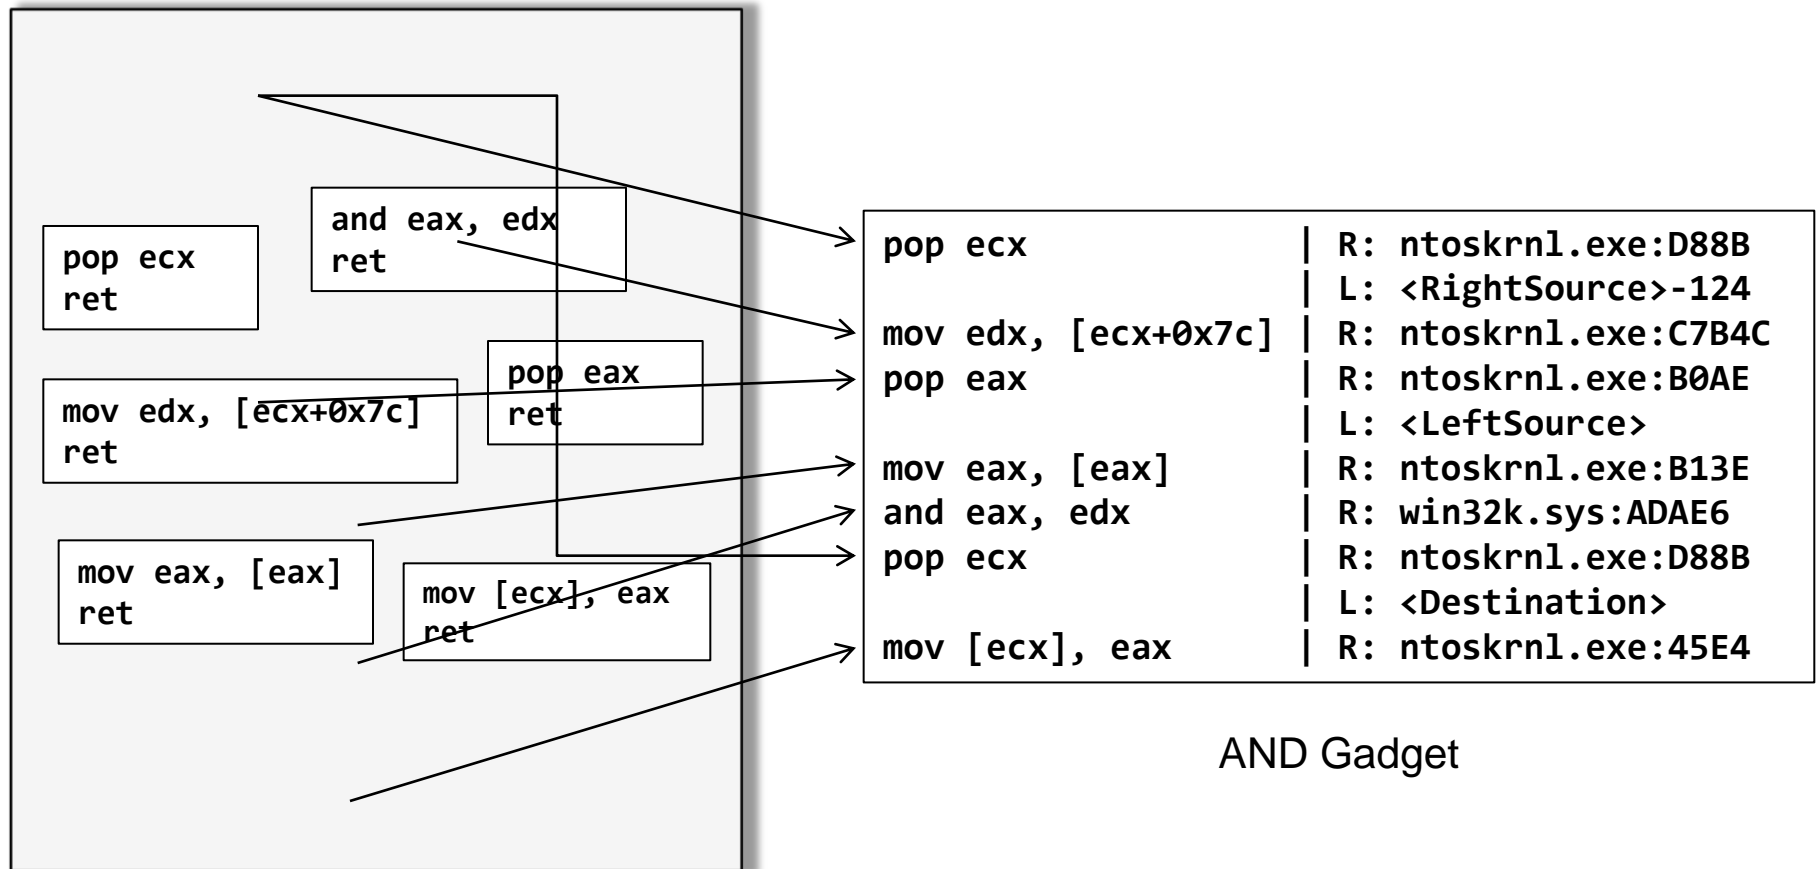 and eax, edx
ret
pop ecx
ret
pop eax
ret
mov edx, [ecx+0x7c]
ret
mov eax, [eax]
ret
mov [ecx], eax
ret
pop ecx | R: ntoskrnl.exe:D88B
| L: <RightSource>-124
mov edx, [ecx+0x7c] | R: ntoskrnl.exe:C7B4C
pop eax | R: ntoskrnl.exe:B0AE
| L: <LeftSource>
mov eax, [eax] | R: ntoskrnl.exe:B13E
and eax, edx | R: win32k.sys:ADAE6
pop ecx | R: ntoskrnl.exe:D88B
| L: <Destination>
mov [ecx], eax | R: ntoskrnl.exe:45E4
AND Gadget